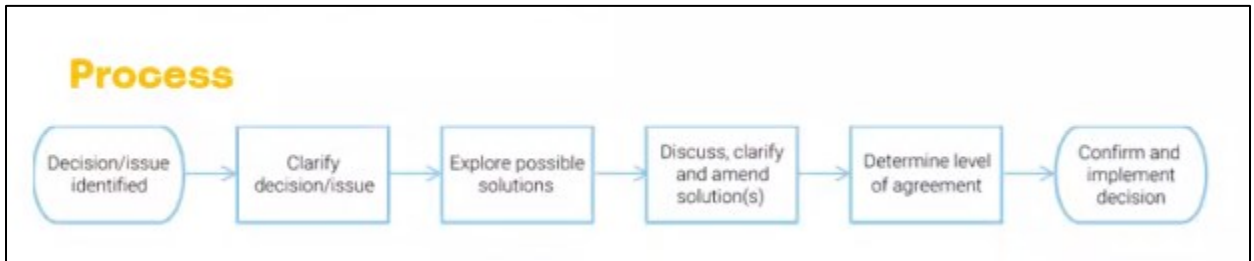 Process
Decision/issue
identified
Clarify
decision/issue
Explore possible
solutions
Discuss, clarify
and amend
solution(s)
Determine level
of agreement
Confirm and
implement
decision